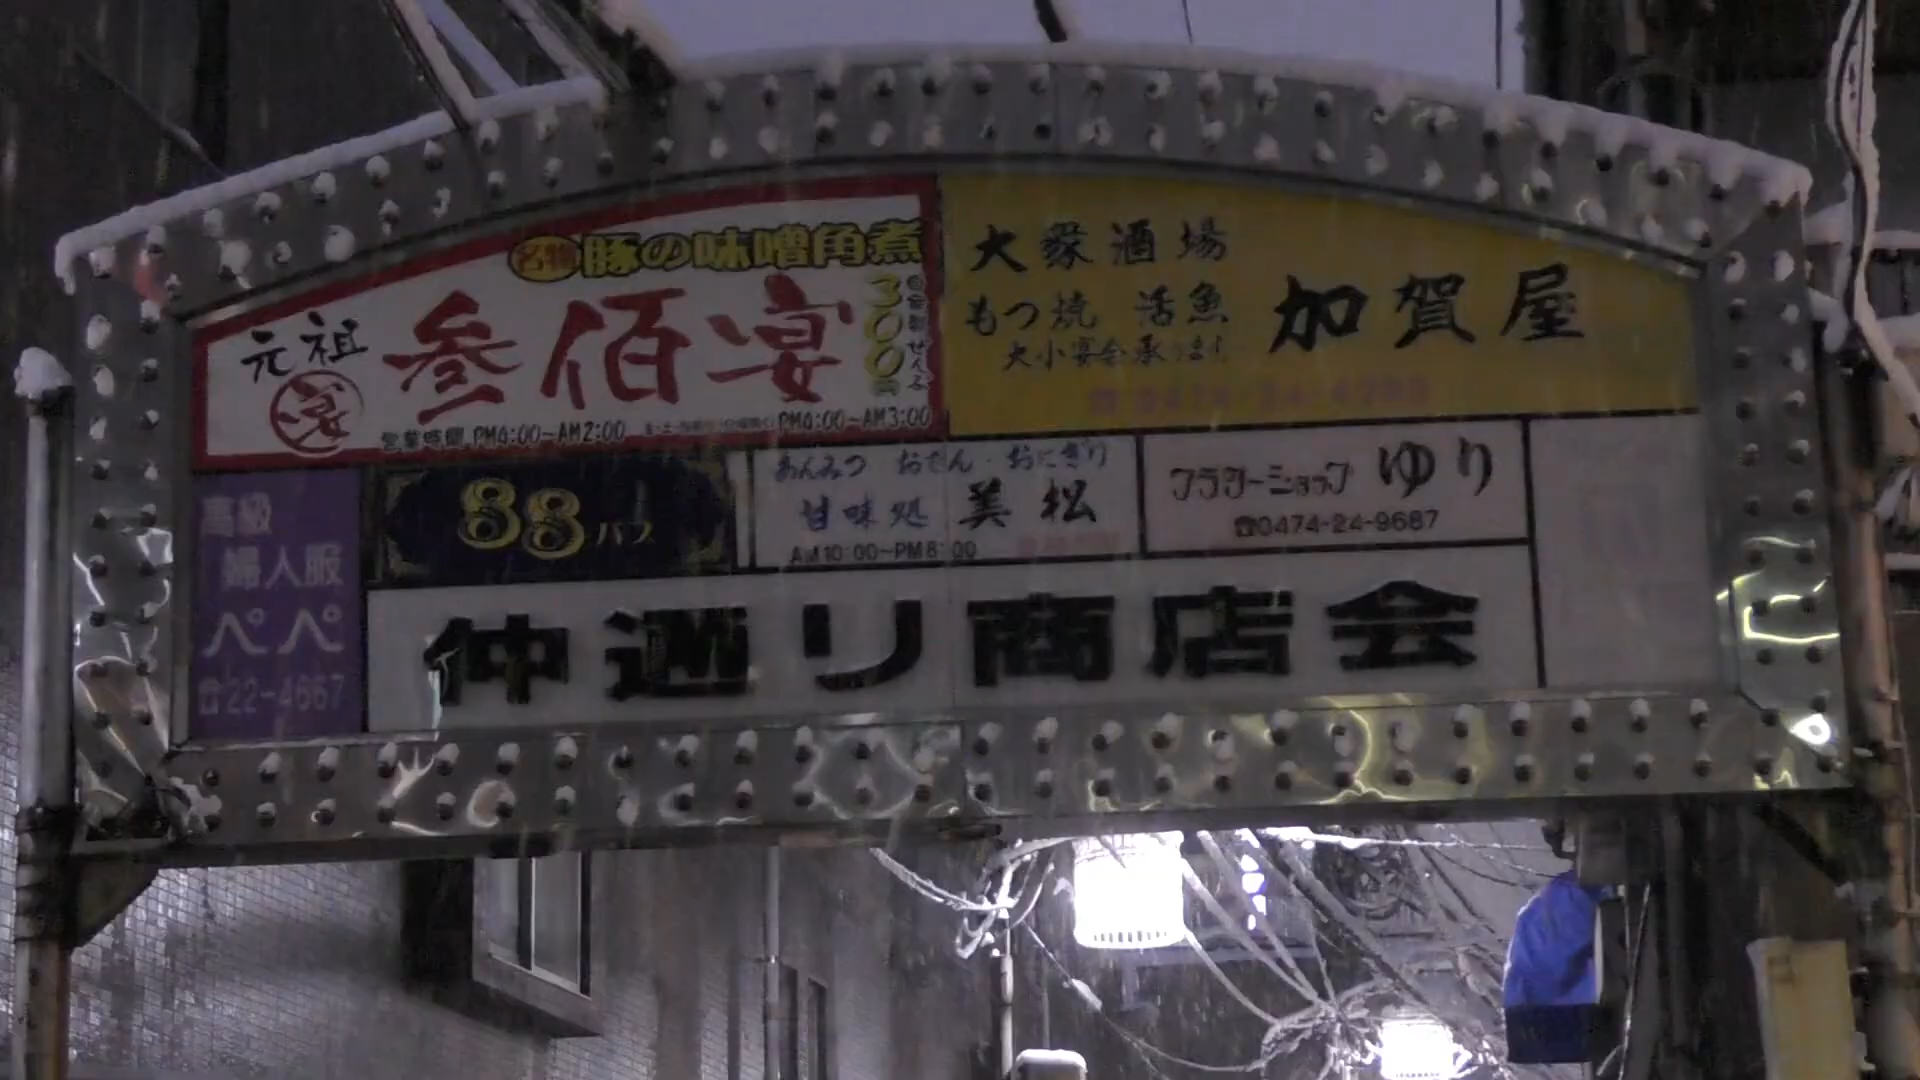 名物豚の味噌角煮
元祖
宴
参佰宴
300円
営業時間 PM4:00~AM2:00
PM4:00~AM3:00
大衆酒場
もつ焼 活魚
大小宴会承ります
加賀屋
高級
婦人服
ペペ
☎22-4667
88パブ
あんみつ おでん・おにぎり
甘味処 美松
AM10:00~PM8:00
フラワーショップ ゆり
☎0474-24-9687
仲通り商店会